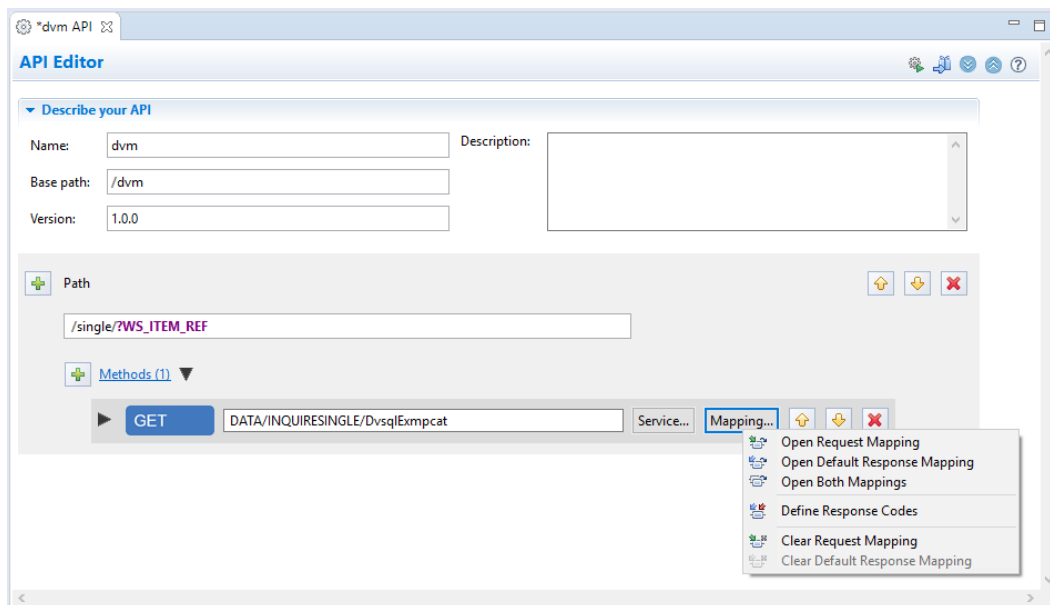 *dvm API
API Editor
Describe your API
Name: dvm Description:
Base path: /dvm
Version: 1.0.0
Path
/single/?WS_ITEM_REF
Methods (1)
GET DATA/INQUIRESINGLE/DvsqlExmpcat Service... Mapping...
Open Request Mapping
Open Default Response Mapping
Open Both Mappings
Define Response Codes
Clear Request Mapping
Clear Default Response Mapping